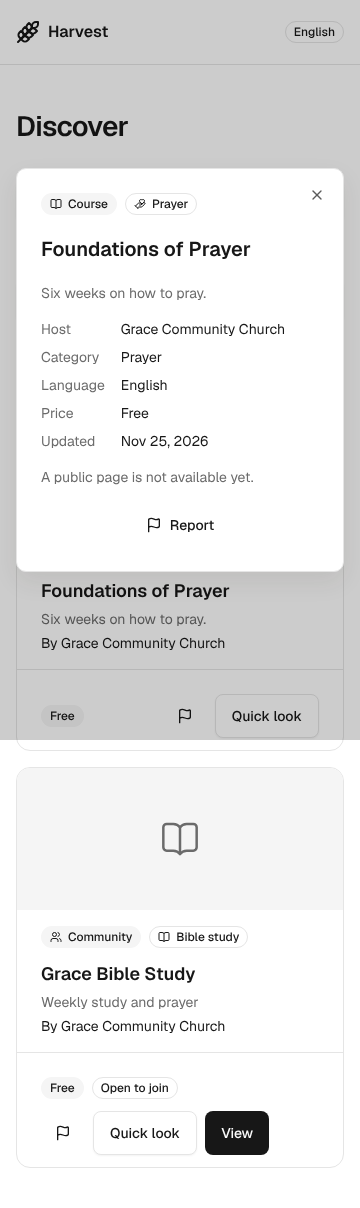 Harvest
English
Discover
Course
Prayer
Foundations of Prayer
Six weeks on how to pray.
Host Grace Community Church
Category Prayer
Language English
Price Free
Updated Nov 25, 2026
A public page is not available yet.
Report
Foundations of Prayer
Six weeks on how to pray.
By Grace Community Church
Free
Quick look
Community
Bible study
Grace Bible Study
Weekly study and prayer
By Grace Community Church
Free
Open to join
Quick look
View